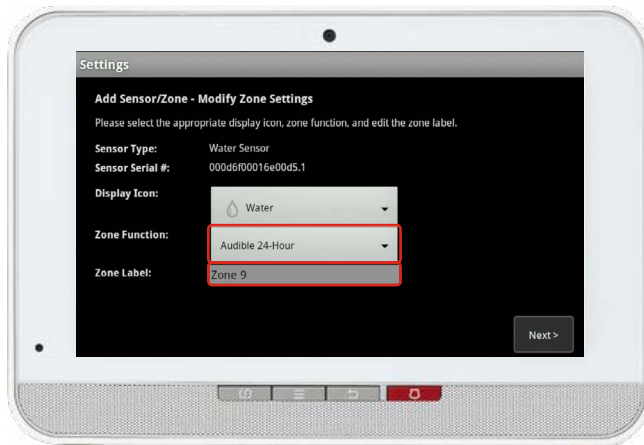 Settings
Add Sensor/Zone - Modify Zone Settings
Please select the appropriate display icon, zone function, and edit the zone label.
Sensor Type: Water Sensor
Sensor Serial #: 000d6f00016e00d5.1
Display Icon: Water
Zone Function: Audible 24-Hour
Zone Label: Zone 9
Next >